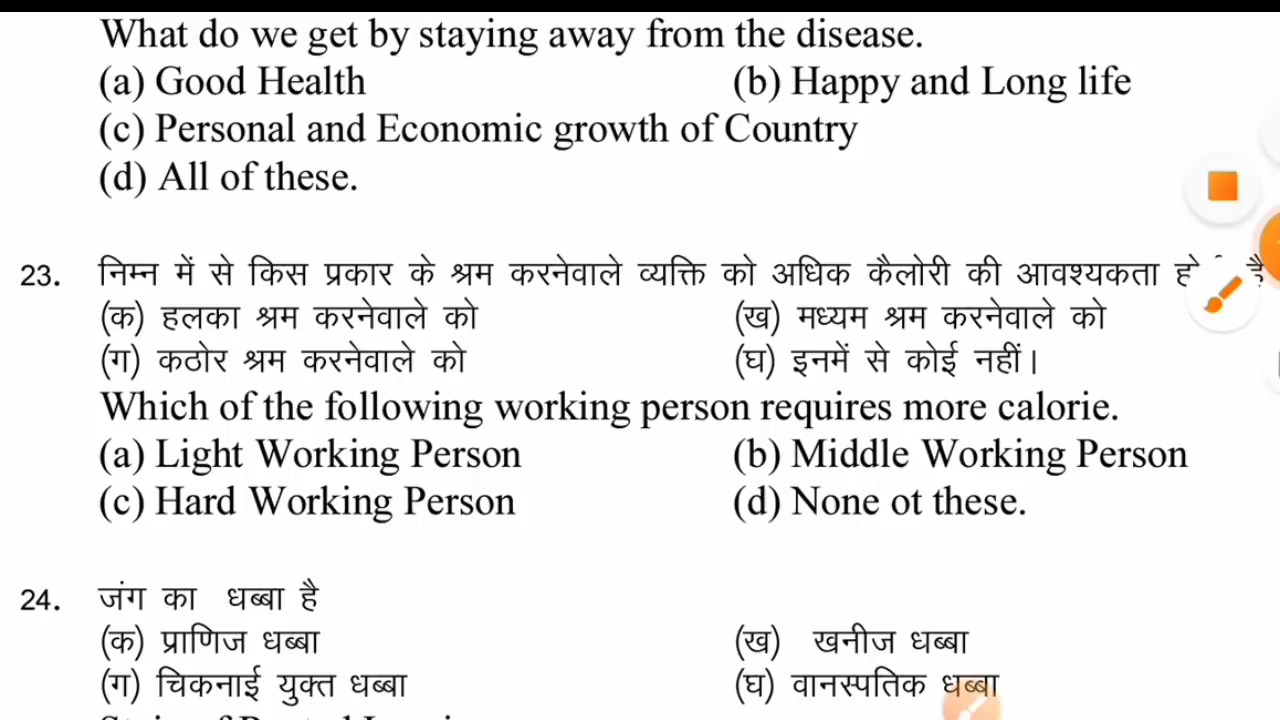 What do we get by staying away from the disease.
(a) Good Health (b) Happy and Long life
(c) Personal and Economic growth of Country
(d) All of these.
23. निम्न में से किस प्रकार के श्रम करनेवाले व्यक्ति को अधिक कैलोरी की आवश्यकता है
(क) हलका श्रम करनेवाले को (ख) मध्यम श्रम करनेवाले को
(ग) कठोर श्रम करनेवाले को (घ) इनमें से कोई नहीं।
Which of the following working person requires more calorie.
(a) Light Working Person (b) Middle Working Person
(c) Hard Working Person (d) None ot these.
24. जंग का धब्बा है
(क) प्राणिज धब्बा (ख) खनीज धब्बा
(ग) चिकनाई युक्त धब्बा (घ) वानस्पतिक धब्बा